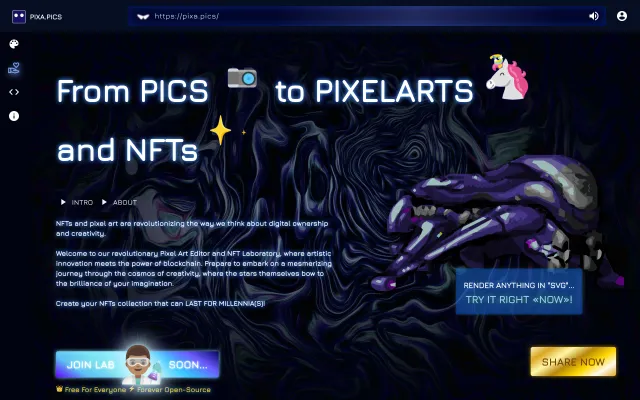 PIXA.PICS
https://pixa.pics/
From PICS to PIXELARTS
and NFTs
INTRO ABOUT
NFTs and pixel art are revolutionizing the way we think about digital ownership
and creativity.
Welcome to our revolutionary Pixel Art Editor and NFT Laboratory, where artistic
innovation meets the power of blockchain. Prepare to embark on a mesmerizing
journey through the cosmos of creativity, where the stars themselves bow to
the brilliance of your imagination.
Create your NFTs collection that can LAST FOR MILLENNIA(S)!
RENDER ANYTHING IN "SVG"...
TRY IT RIGHT «NOW»!
JOIN LAB SOON...
SHARE NOW
Free For Everyone Forever Open-Source